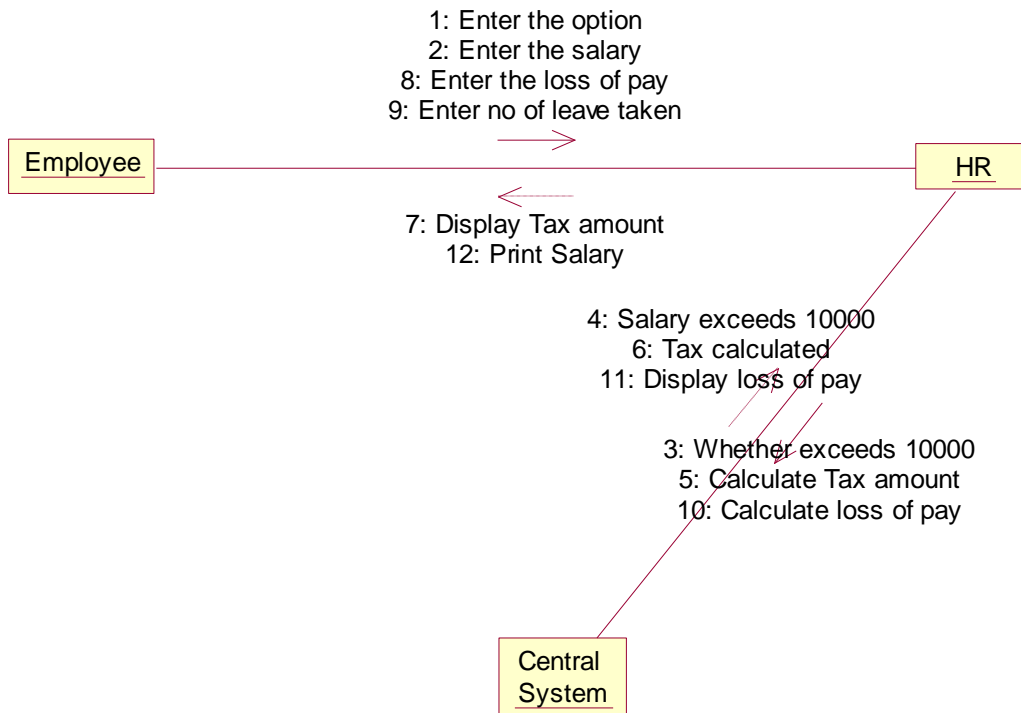 1: Enter the option
2: Enter the salary
8: Enter the loss of pay
9: Enter no of leave taken
Employee
HR
7: Display Tax amount
12: Print Salary
4: Salary exceeds 10000
6: Tax calculated
11: Display loss of pay
3: Whether exceeds 10000
5: Calculate Tax amount
10: Calculate loss of pay
Central
System